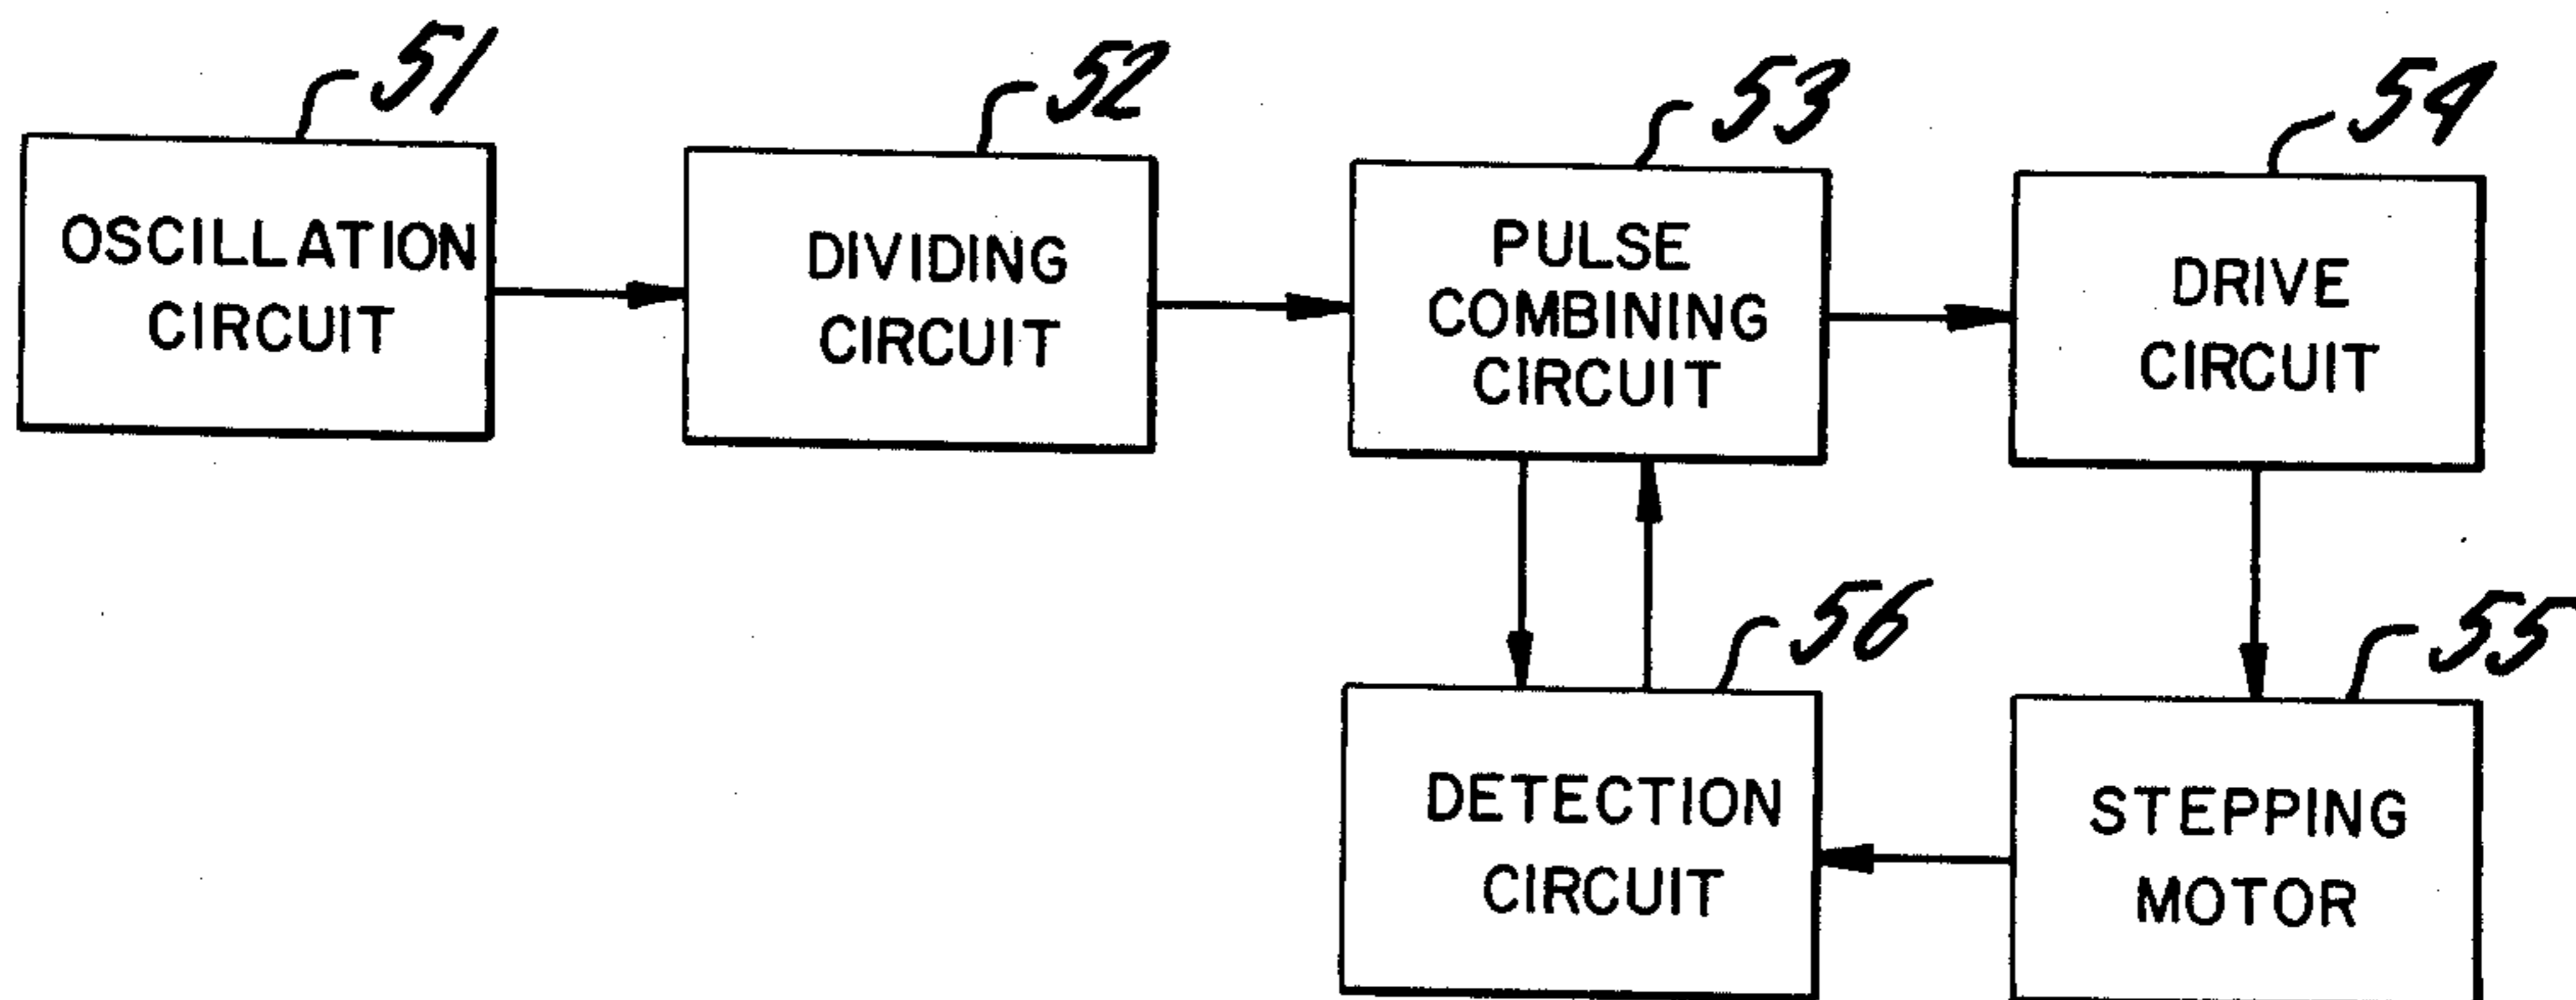 51
52
53
54
OSCILLATION
CIRCUIT
DIVIDING
CIRCUIT
PULSE
COMBINING
CIRCUIT
DRIVE
CIRCUIT
56
55
DETECTION
CIRCUIT
STEPPING
MOTOR